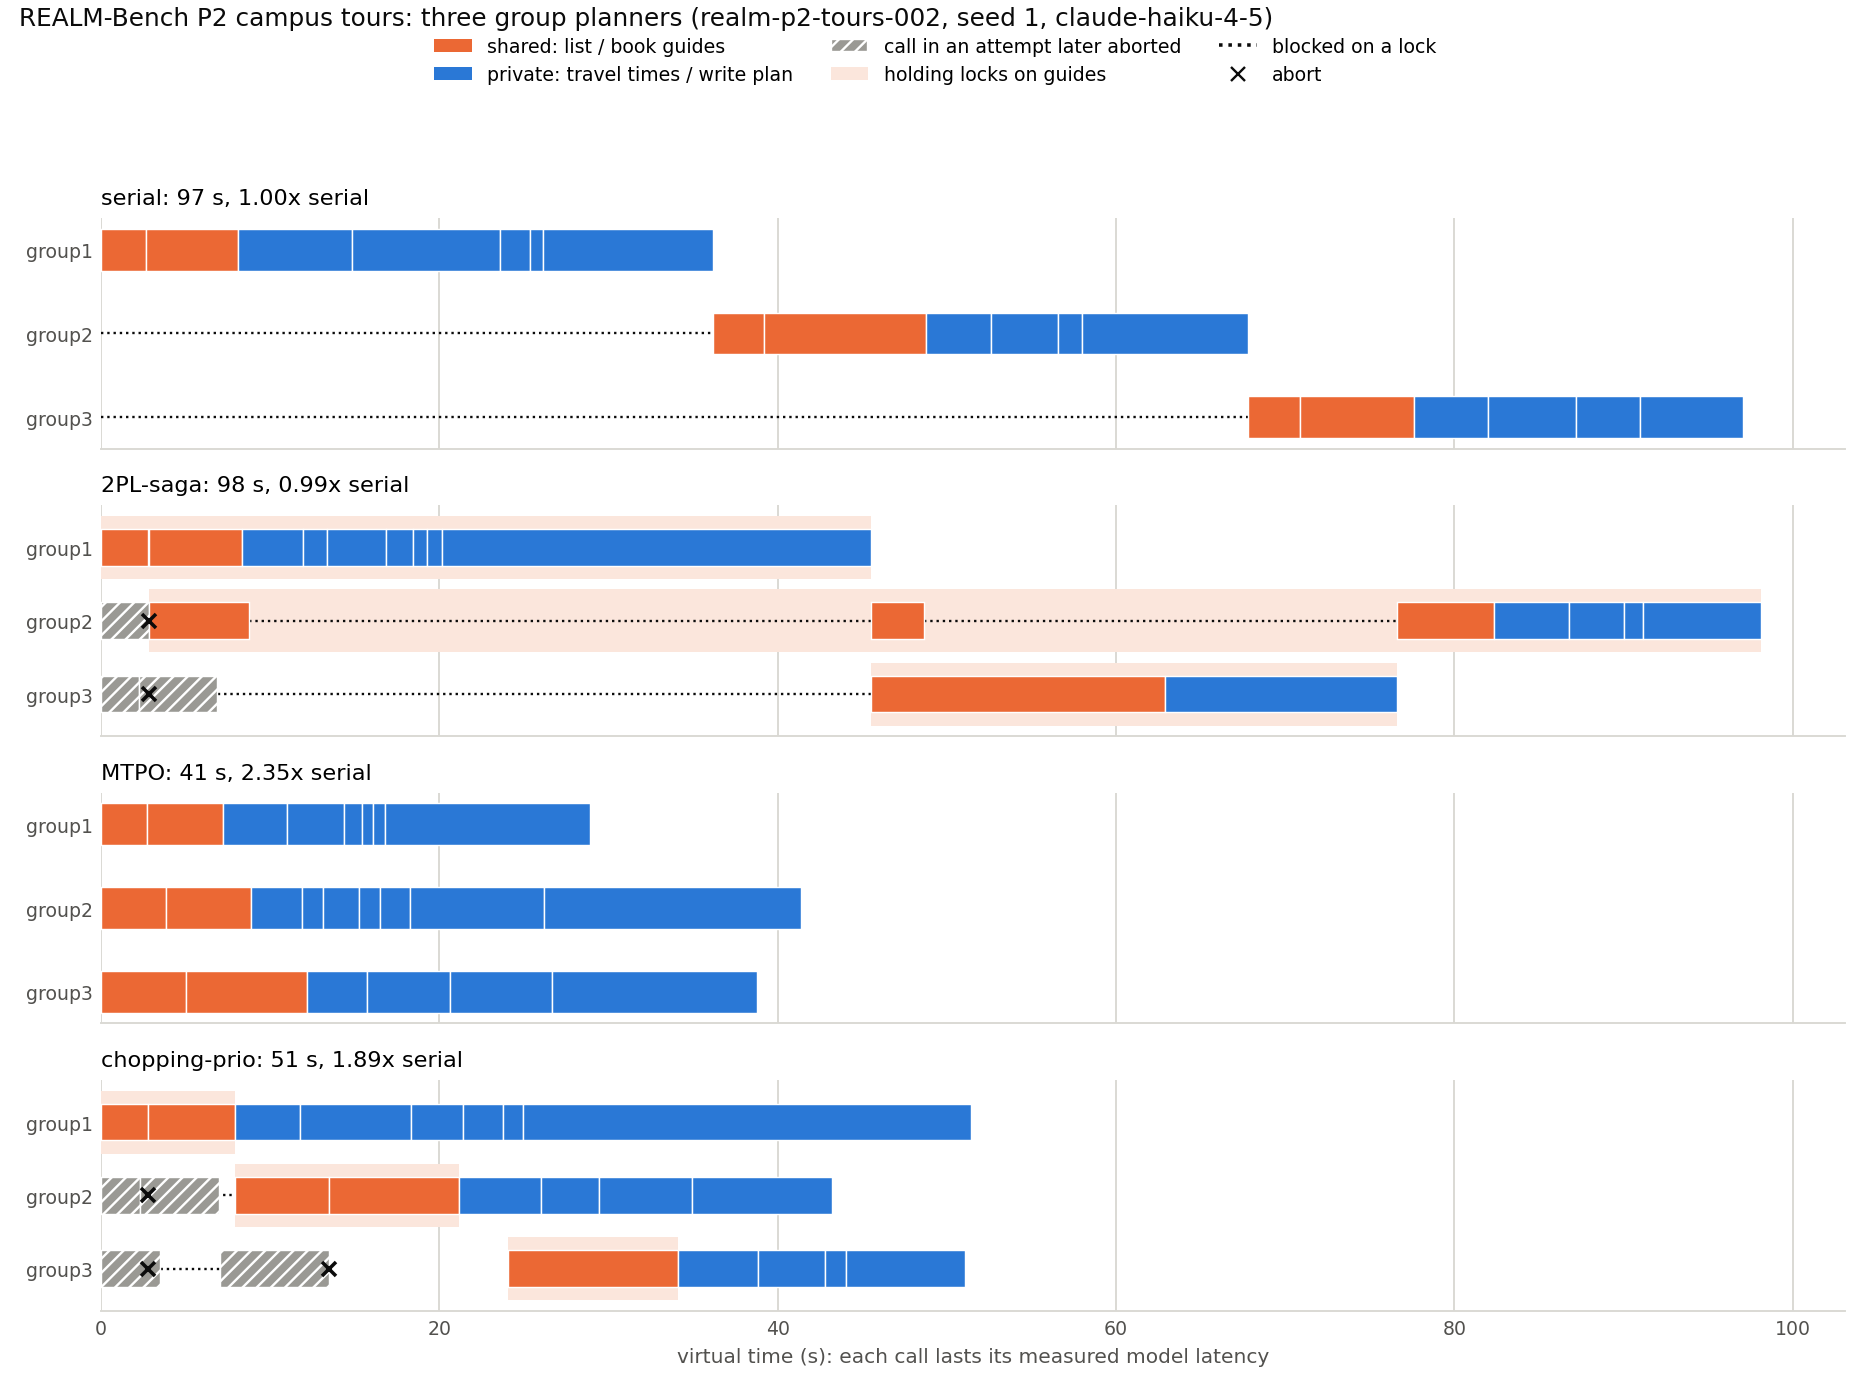 REALM-Bench P2 campus tours: three group planners (realm-p2-tours-002, seed 1, claude-haiku-4-5)
shared: list / book guides
private: travel times / write plan
call in an attempt later aborted
holding locks on guides
blocked on a lock
abort
serial: 97 s, 1.00x serial
group1
group2
group3
2PL-saga: 98 s, 0.99x serial
group1
group2
group3
MTPO: 41 s, 2.35x serial
group1
group2
group3
chopping-prio: 51 s, 1.89x serial
group1
group2
group3
0 20 40 60 80 100
virtual time (s): each call lasts its measured model latency